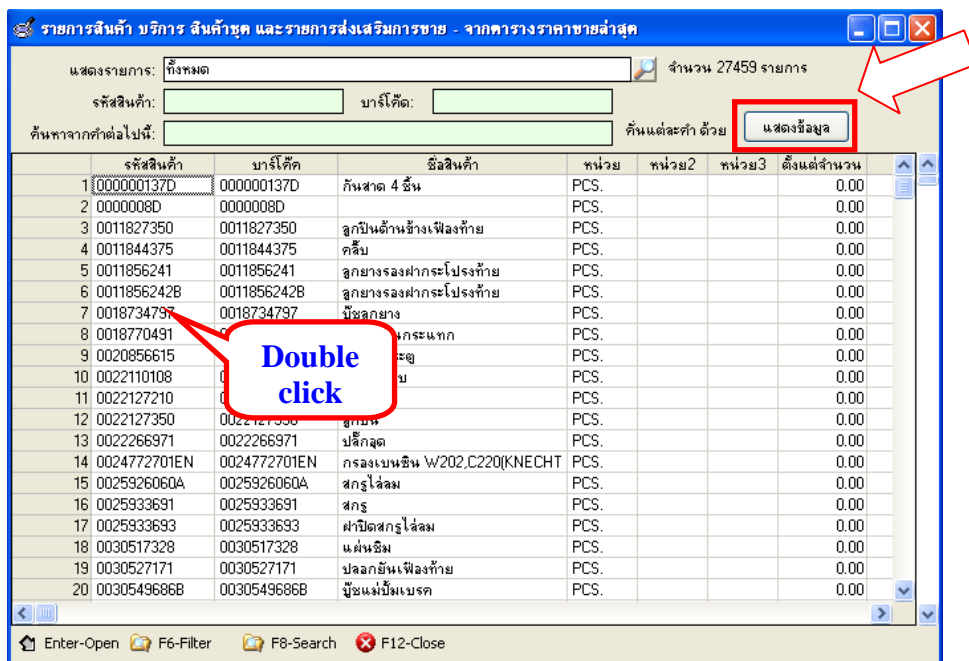 รายการสินค้า บริการ สินค้าชุด และรายการส่งเสริมการขาย - จากตารางราคาขายล่าสุด
แสดงรายการ: ทั้งหมด จำนวน 27459 รายการ
รหัสสินค้า: บาร์โค๊ด:
ค้นหาจากคำต่อไปนี้: คั่นแต่ละคำ ด้วย แสดงข้อมูล
รหัสสินค้า บาร์โค๊ด ชื่อสินค้า หน่วย หน่วย2 หน่วย3 ตั้งแต่จำนวน
1 000000137D 000000137D กันสาด 4 ชิ้น PCS. 0.00
2 0000008D 0000008D PCS. 0.00
3 0011827350 0011827350 ลูกปืนด้านข้างเฟืองท้าย PCS. 0.00
4 0011844375 0011844375 คลิ๊บ PCS. 0.00
5 0011856241 0011856241 ลูกยางรองฝากระโปรงท้าย PCS. 0.00
6 0011856242B 0011856242B ลูกยางรองฝากระโปรงท้าย PCS. 0.00
7 0018734797 0018734797 บู๊ชลูกยาง PCS. 0.00
8 0018770491 0 นกระแทก PCS. 0.00
9 0020856615 ะตู PCS. 0.00
10 0022110108 0 บ PCS. 0.00
11 0022127210 0 PCS. 0.00
12 0022127350 0022127350 ลูกปืน PCS. 0.00
13 0022266971 0022266971 ปลั๊กอุด PCS. 0.00
14 0024772701EN 0024772701EN กรองเบนซิน W202,C220(KNECHT PCS. 0.00
15 0025926060A 0025926060A สกรูไล่ลม PCS. 0.00
16 0025933691 0025933691 สกรู PCS. 0.00
17 0025933693 0025933693 ฝาปิดสกรูไล่ลม PCS. 0.00
18 0030517328 0030517328 แผ่นชิม PCS. 0.00
19 0030527171 0030527171 ปลอกยันเฟืองท้าย PCS. 0.00
20 0030549686B 0030549686B บู๊ชแม่ปั้มเบรค PCS. 0.00
Double
click
Enter-Open F6-Filter F8-Search F12-Close